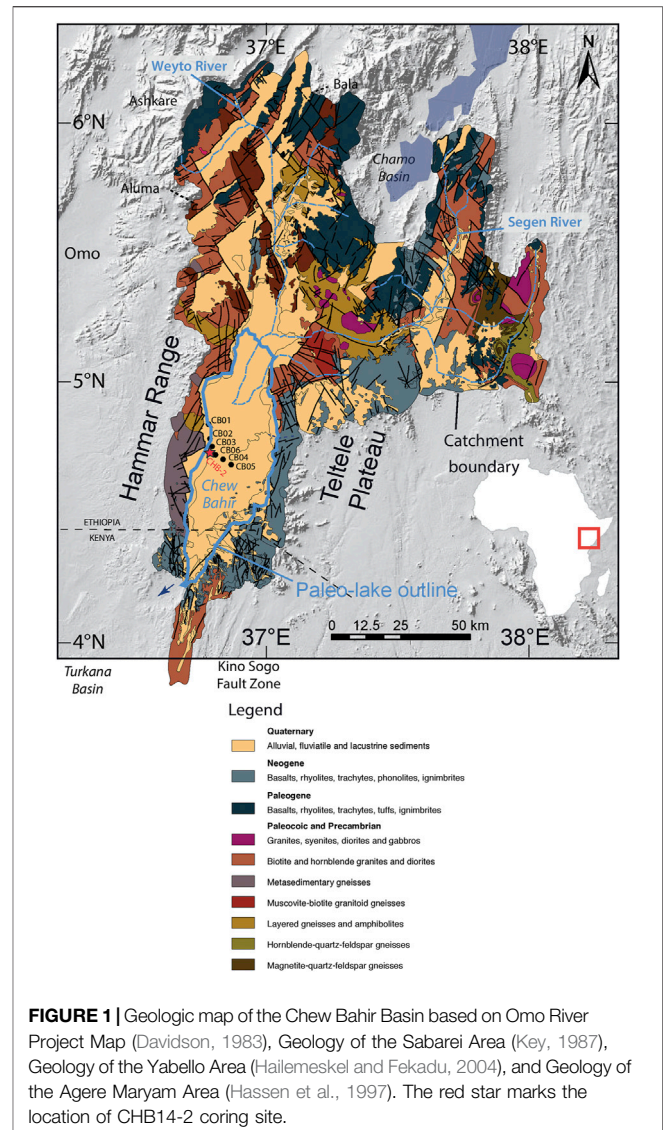 37°E
38°E
N
Weyto River
Bala
Ashkare
6°N
Chamo
Basin
Aluma
Segen River
Omo
5°N
Hammar Range
CB01
CB02
CB03
CB06
CB04
CB05
CHB-2
Chew
Bahir
Teltele
Plateau
Catchment
boundary
ETHIOPIA
KENYA
Paleo-lake outline
4°N
37°E
0 12.5 25 50 km
38°E
Turkana
Basin
Kino Sogo
Fault Zone
Legend
Quaternary
Alluvial, fluviatile and lacustrine sediments
Neogene
Basalts, rhyolites, trachytes, phonolites, ignimbrites
Paleogene
Basalts, rhyolites, trachytes, tuffs, ignimbrites
Paleocoic and Precambrian
Granites, syenites, diorites and gabbros
Biotite and hornblende granites and diorites
Metasedimentary gneisses
Muscovite-biotite granitoid gneisses
Layered gneisses and amphibolites
Hornblende-quartz-feldspar gneisses
Magnetite-quartz-feldspar gneisses
FIGURE 1 | Geologic map of the Chew Bahir Basin based on Omo River
Project Map (Davidson, 1983), Geology of the Sabarei Area (Key, 1987),
Geology of the Yabello Area (Hailemeskel and Fekadu, 2004), and Geology of
the Agere Maryam Area (Hassen et al., 1997). The red star marks the
location of CHB14-2 coring site.